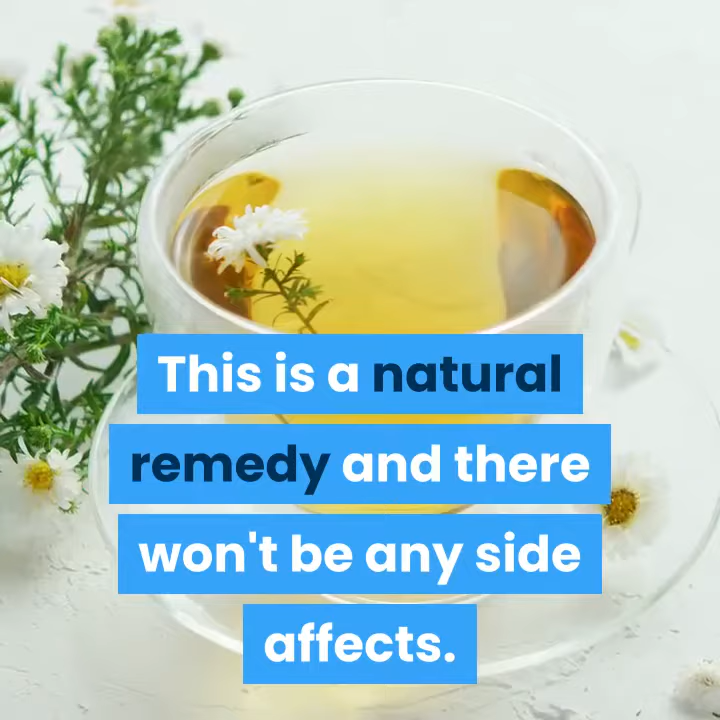 This is a natural
remedy and there
won't be any side
affects.